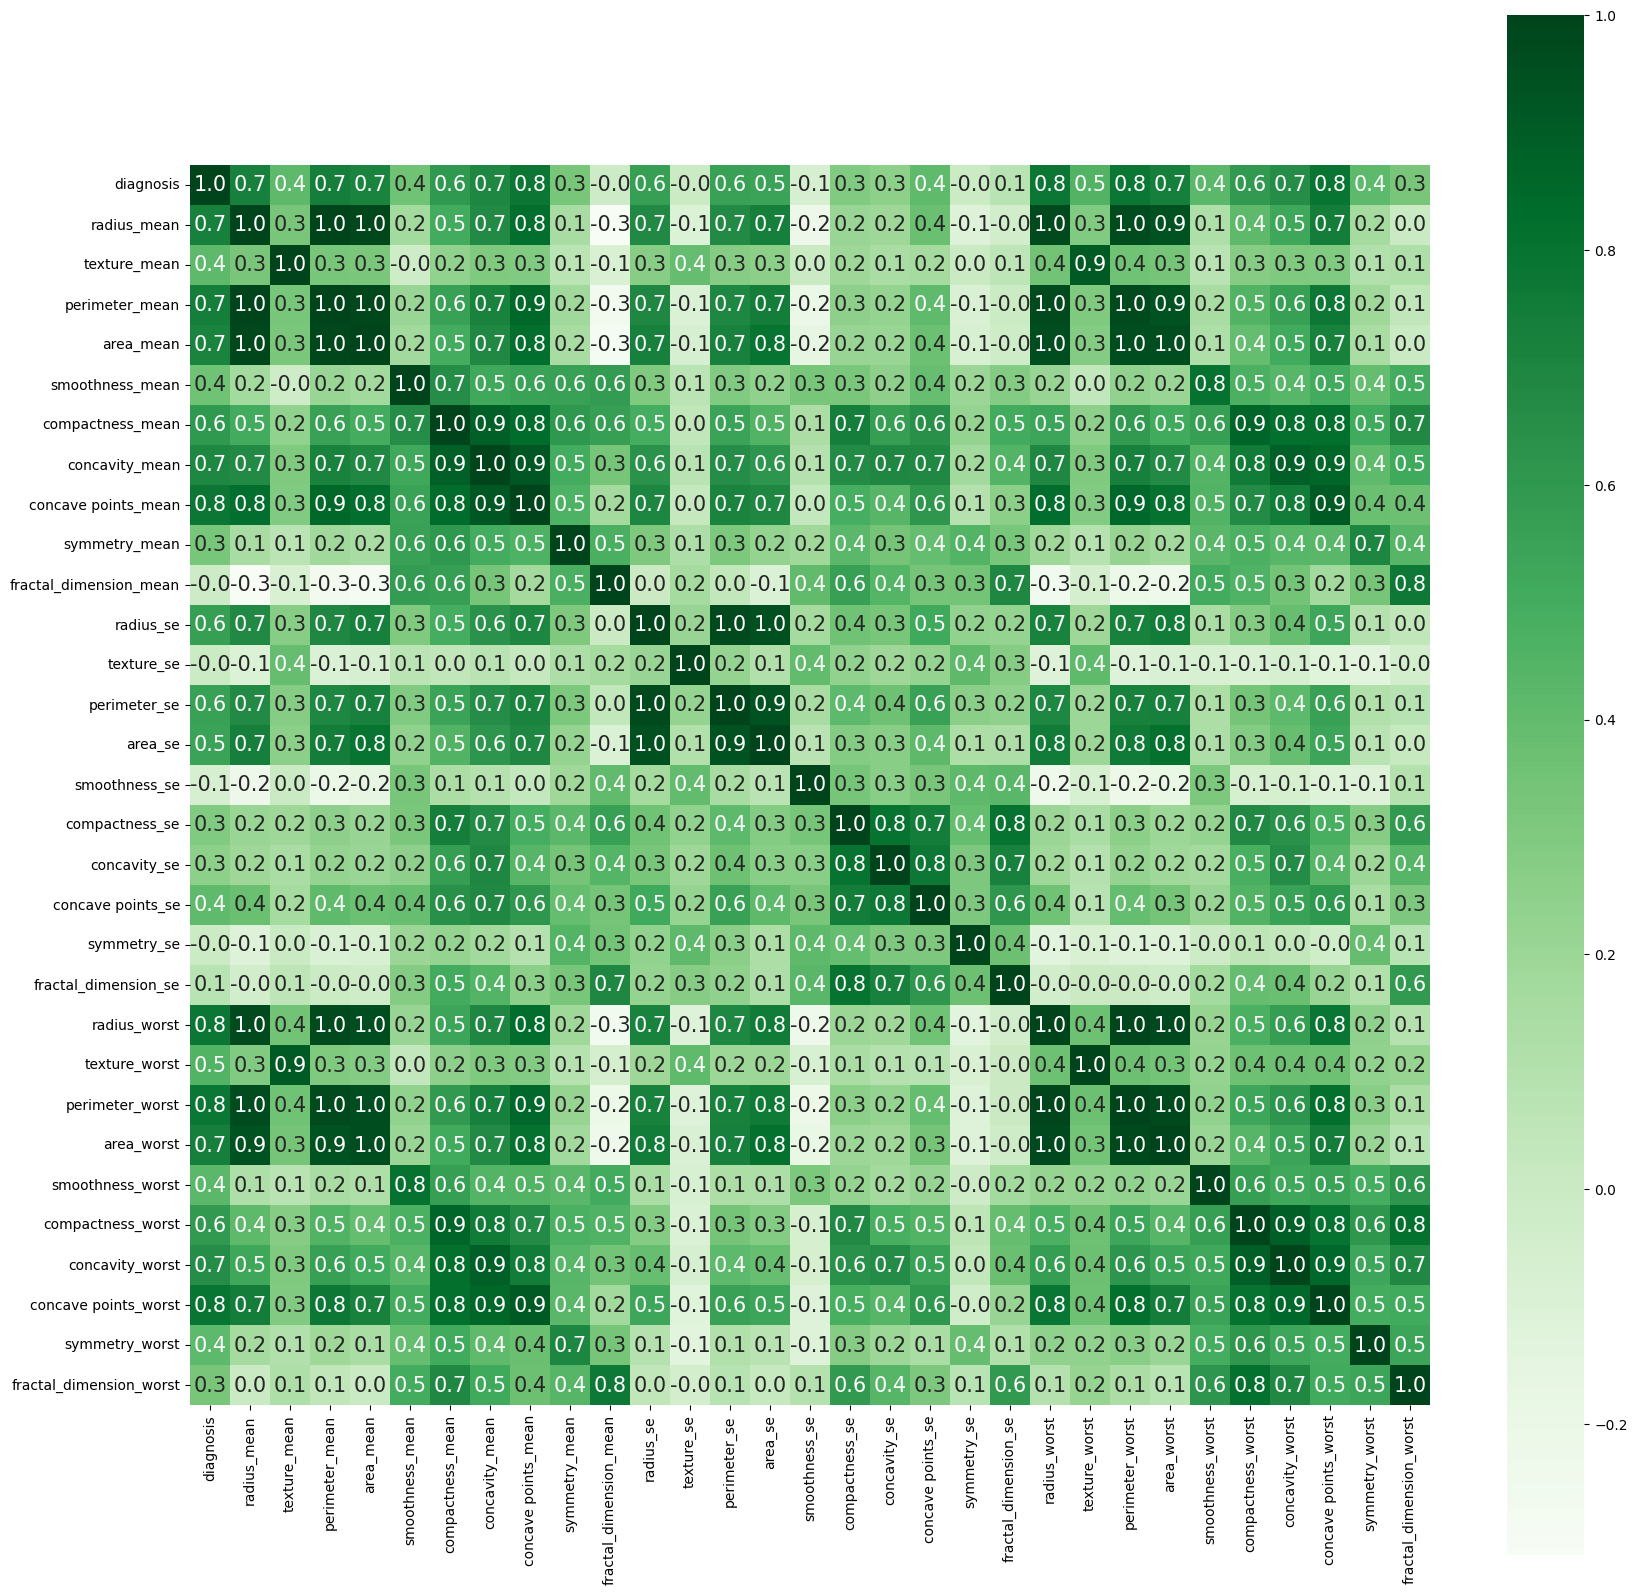 diagnosis 1.0 0.7 0.4 0.7 0.7 0.4 0.6 0.7 0.8 0.3 -0.0 0.6 -0.0 0.6 0.5 -0.1 0.3 0.3 0.4 -0.0 0.1 0.8 0.5 0.8 0.7 0.4 0.6 0.7 0.8 0.4 0.3
radius_mean 0.7 1.0 0.3 1.0 1.0 0.2 0.5 0.7 0.8 0.1 -0.3 0.7 -0.1 0.7 0.7 -0.2 0.2 0.2 0.4 -0.1 -0.0 1.0 0.3 1.0 0.9 0.1 0.4 0.5 0.7 0.2 0.0
texture_mean 0.4 0.3 1.0 0.3 0.3 -0.0 0.2 0.3 0.3 0.1 -0.1 0.3 0.4 0.3 0.3 0.0 0.2 0.1 0.2 0.0 0.1 0.4 0.9 0.4 0.3 0.1 0.3 0.3 0.3 0.1 0.1
perimeter_mean 0.7 1.0 0.3 1.0 1.0 0.2 0.6 0.7 0.9 0.2 -0.3 0.7 -0.1 0.7 0.7 -0.2 0.3 0.2 0.4 -0.1 -0.0 1.0 0.3 1.0 0.9 0.2 0.5 0.6 0.8 0.2 0.1
area_mean 0.7 1.0 0.3 1.0 1.0 0.2 0.5 0.7 0.8 0.2 -0.3 0.7 -0.1 0.7 0.8 -0.2 0.2 0.2 0.4 -0.1 -0.0 1.0 0.3 1.0 1.0 0.1 0.4 0.5 0.7 0.1 0.0
smoothness_mean 0.4 0.2 -0.0 0.2 0.2 1.0 0.7 0.5 0.6 0.6 0.6 0.3 0.1 0.3 0.2 0.3 0.3 0.2 0.4 0.2 0.3 0.2 0.0 0.2 0.2 0.8 0.5 0.4 0.5 0.4 0.5
compactness_mean 0.6 0.5 0.2 0.6 0.5 0.7 1.0 0.9 0.8 0.6 0.6 0.5 0.0 0.5 0.5 0.1 0.7 0.6 0.6 0.2 0.5 0.5 0.2 0.6 0.5 0.6 0.9 0.8 0.8 0.5 0.7
concavity_mean 0.7 0.7 0.3 0.7 0.7 0.5 0.9 1.0 0.9 0.5 0.3 0.6 0.1 0.7 0.6 0.1 0.7 0.7 0.7 0.2 0.4 0.7 0.3 0.7 0.7 0.4 0.8 0.9 0.9 0.4 0.5
concave points_mean 0.8 0.8 0.3 0.9 0.8 0.6 0.8 0.9 1.0 0.5 0.2 0.7 0.0 0.7 0.7 0.0 0.5 0.4 0.6 0.1 0.3 0.8 0.3 0.9 0.8 0.5 0.7 0.8 0.9 0.4 0.4
symmetry_mean 0.3 0.1 0.1 0.2 0.2 0.6 0.6 0.5 0.5 1.0 0.5 0.3 0.1 0.3 0.2 0.2 0.4 0.3 0.4 0.4 0.3 0.2 0.1 0.2 0.2 0.4 0.5 0.4 0.4 0.7 0.4
fractal_dimension_mean -0.0 -0.3 -0.1 -0.3 -0.3 0.6 0.6 0.3 0.2 0.5 1.0 0.0 0.2 0.0 -0.1 0.4 0.6 0.4 0.3 0.3 0.7 -0.3 -0.1 -0.2 -0.2 0.5 0.5 0.3 0.2 0.3 0.8
radius_se 0.6 0.7 0.3 0.7 0.7 0.3 0.5 0.6 0.7 0.3 0.0 1.0 0.2 1.0 1.0 0.2 0.4 0.3 0.5 0.2 0.2 0.7 0.2 0.7 0.8 0.1 0.3 0.4 0.5 0.1 0.0
texture_se -0.0 -0.1 0.4 -0.1 -0.1 0.1 0.0 0.1 0.0 0.1 0.2 0.2 1.0 0.2 0.1 0.4 0.2 0.2 0.2 0.4 0.3 -0.1 0.4 -0.1 -0.1 -0.1 -0.1 -0.1 -0.1 -0.1 -0.0
perimeter_se 0.6 0.7 0.3 0.7 0.7 0.3 0.5 0.7 0.7 0.3 0.0 1.0 0.2 1.0 0.9 0.2 0.4 0.4 0.6 0.3 0.2 0.7 0.2 0.7 0.7 0.1 0.3 0.4 0.6 0.1 0.1
area_se 0.5 0.7 0.3 0.7 0.8 0.2 0.5 0.6 0.7 0.2 -0.1 1.0 0.1 0.9 1.0 0.1 0.3 0.3 0.4 0.1 0.1 0.8 0.2 0.8 0.8 0.1 0.3 0.4 0.5 0.1 0.0
smoothness_se -0.1 -0.2 0.0 -0.2 -0.2 0.3 0.1 0.1 0.0 0.2 0.4 0.2 0.4 0.2 0.1 1.0 0.3 0.3 0.3 0.4 0.4 -0.2 -0.1 -0.2 -0.2 0.3 -0.1 -0.1 -0.1 -0.1 0.1
compactness_se 0.3 0.2 0.2 0.3 0.2 0.3 0.7 0.7 0.5 0.4 0.6 0.4 0.2 0.4 0.3 0.3 1.0 0.8 0.7 0.4 0.8 0.2 0.1 0.3 0.2 0.2 0.7 0.6 0.5 0.3 0.6
concavity_se 0.3 0.2 0.1 0.2 0.2 0.2 0.6 0.7 0.4 0.3 0.4 0.3 0.2 0.4 0.3 0.3 0.8 1.0 0.8 0.3 0.7 0.2 0.1 0.2 0.2 0.2 0.5 0.7 0.4 0.2 0.4
concave points_se 0.4 0.4 0.2 0.4 0.4 0.4 0.6 0.7 0.6 0.4 0.3 0.5 0.2 0.6 0.4 0.3 0.7 0.8 1.0 0.3 0.6 0.4 0.1 0.4 0.3 0.2 0.5 0.5 0.6 0.1 0.3
symmetry_se -0.0 -0.1 0.0 -0.1 -0.1 0.2 0.2 0.2 0.1 0.4 0.3 0.2 0.4 0.3 0.1 0.4 0.4 0.3 0.3 1.0 0.4 -0.1 -0.1 -0.1 -0.1 -0.0 0.1 0.0 -0.0 0.4 0.1
fractal_dimension_se 0.1 -0.0 0.1 -0.0 -0.0 0.3 0.5 0.4 0.3 0.3 0.7 0.2 0.3 0.2 0.1 0.4 0.8 0.7 0.6 0.4 1.0 -0.0 -0.0 -0.0 -0.0 0.2 0.4 0.4 0.2 0.1 0.6
radius_worst 0.8 1.0 0.4 1.0 1.0 0.2 0.5 0.7 0.8 0.2 -0.3 0.7 -0.1 0.7 0.8 -0.2 0.2 0.2 0.4 -0.1 -0.0 1.0 0.4 1.0 1.0 0.2 0.5 0.6 0.8 0.2 0.1
texture_worst 0.5 0.3 0.9 0.3 0.3 0.0 0.2 0.3 0.3 0.1 -0.1 0.2 0.4 0.2 0.2 -0.1 0.1 0.1 0.1 -0.1 -0.0 0.4 1.0 0.4 0.3 0.2 0.4 0.4 0.4 0.2 0.2
perimeter_worst 0.8 1.0 0.4 1.0 1.0 0.2 0.6 0.7 0.9 0.2 -0.2 0.7 -0.1 0.7 0.8 -0.2 0.3 0.2 0.4 -0.1 -0.0 1.0 0.4 1.0 1.0 0.2 0.5 0.6 0.8 0.3 0.1
area_worst 0.7 0.9 0.3 0.9 1.0 0.2 0.5 0.7 0.8 0.2 -0.2 0.8 -0.1 0.7 0.8 -0.2 0.2 0.2 0.3 -0.1 -0.0 1.0 0.3 1.0 1.0 0.2 0.4 0.5 0.7 0.2 0.1
smoothness_worst 0.4 0.1 0.1 0.2 0.1 0.8 0.6 0.4 0.5 0.4 0.5 0.1 -0.1 0.1 0.1 0.3 0.2 0.2 0.2 -0.0 0.2 0.2 0.2 0.2 0.2 1.0 0.6 0.5 0.5 0.5 0.6
compactness_worst 0.6 0.4 0.3 0.5 0.4 0.5 0.9 0.8 0.7 0.5 0.5 0.3 -0.1 0.3 0.3 -0.1 0.7 0.5 0.5 0.1 0.4 0.5 0.4 0.5 0.4 0.6 1.0 0.9 0.8 0.6 0.8
concavity_worst 0.7 0.5 0.3 0.6 0.5 0.4 0.8 0.9 0.8 0.4 0.3 0.4 -0.1 0.4 0.4 -0.1 0.6 0.7 0.5 0.0 0.4 0.6 0.4 0.6 0.5 0.5 0.9 1.0 0.9 0.5 0.7
concave points_worst 0.8 0.7 0.3 0.8 0.7 0.5 0.8 0.9 0.9 0.4 0.2 0.5 -0.1 0.6 0.5 -0.1 0.5 0.4 0.6 -0.0 0.2 0.8 0.4 0.8 0.7 0.5 0.8 0.9 1.0 0.5 0.5
symmetry_worst 0.4 0.2 0.1 0.2 0.1 0.4 0.5 0.4 0.4 0.7 0.3 0.1 -0.1 0.1 0.1 -0.1 0.3 0.2 0.1 0.4 0.1 0.2 0.2 0.3 0.2 0.5 0.6 0.5 0.5 1.0 0.5
fractal_dimension_worst 0.3 0.0 0.1 0.1 0.0 0.5 0.7 0.5 0.4 0.4 0.8 0.0 -0.0 0.1 0.0 0.1 0.6 0.4 0.3 0.1 0.6 0.1 0.2 0.1 0.1 0.6 0.8 0.7 0.5 0.5 1.0
diagnosis
radius_mean
texture_mean
perimeter_mean
area_mean
smoothness_mean
compactness_mean
concavity_mean
concave points_mean
symmetry_mean
fractal_dimension_mean
radius_se
texture_se
perimeter_se
area_se
smoothness_se
compactness_se
concavity_se
concave points_se
symmetry_se
fractal_dimension_se
radius_worst
texture_worst
perimeter_worst
area_worst
smoothness_worst
compactness_worst
concavity_worst
concave points_worst
symmetry_worst
fractal_dimension_worst
1.0
0.8
0.6
0.4
0.2
0.0
−0.2